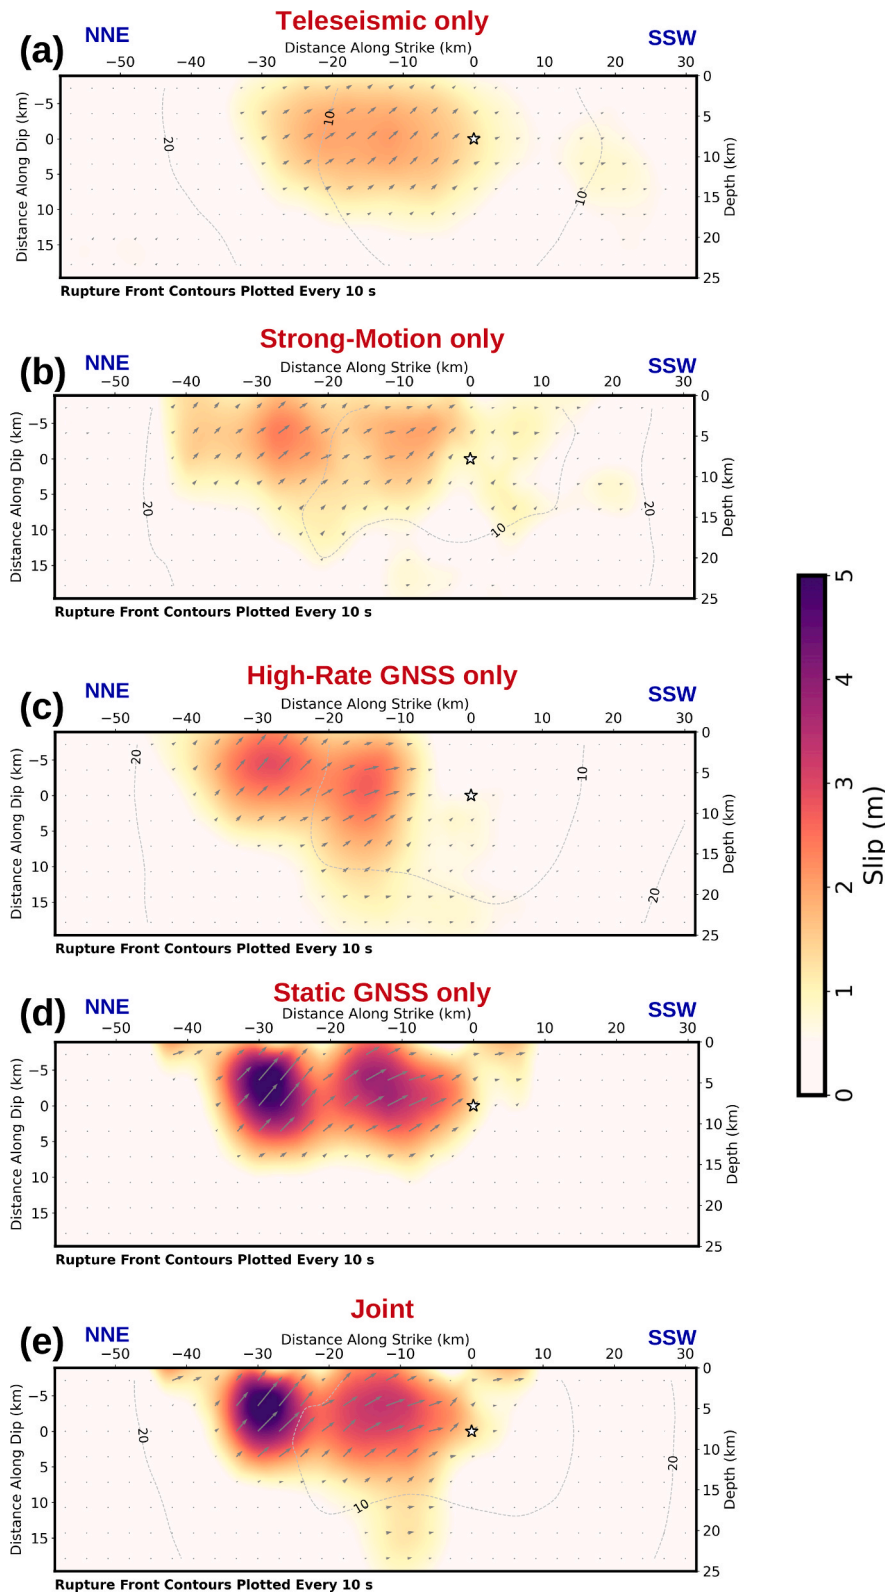 Teleseismic only
(a) NNE SSW
Distance Along Strike (km)
−50 −40 −30 −20 −10 0 10 20 30
Distance Along Dip (km)
−5 0 5 10 15
Depth (km)
0 5 10 15 20 25
20 10 10
Rupture Front Contours Plotted Every 10 s
Strong-Motion only
(b) NNE SSW
Distance Along Strike (km)
−50 −40 −30 −20 −10 0 10 20 30
Distance Along Dip (km)
−5 0 5 10 15
Depth (km)
0 5 10 15 20 25
20 10 20
Rupture Front Contours Plotted Every 10 s
High-Rate GNSS only
(c) NNE SSW
Distance Along Strike (km)
−50 −40 −30 −20 −10 0 10 20 30
Distance Along Dip (km)
−5 0 5 10 15
Depth (km)
0 5 10 15 20 25
20 10 20
Rupture Front Contours Plotted Every 10 s
Static GNSS only
(d) NNE SSW
Distance Along Strike (km)
−50 −40 −30 −20 −10 0 10 20 30
Distance Along Dip (km)
−5 0 5 10 15
Depth (km)
0 5 10 15 20 25
Rupture Front Contours Plotted Every 10 s
Joint
(e) NNE SSW
Distance Along Strike (km)
−50 −40 −30 −20 −10 0 10 20 30
Distance Along Dip (km)
−5 0 5 10 15
Depth (km)
0 5 10 15 20 25
20 10 20
Rupture Front Contours Plotted Every 10 s
5
4
3
2
1
0
Slip (m)